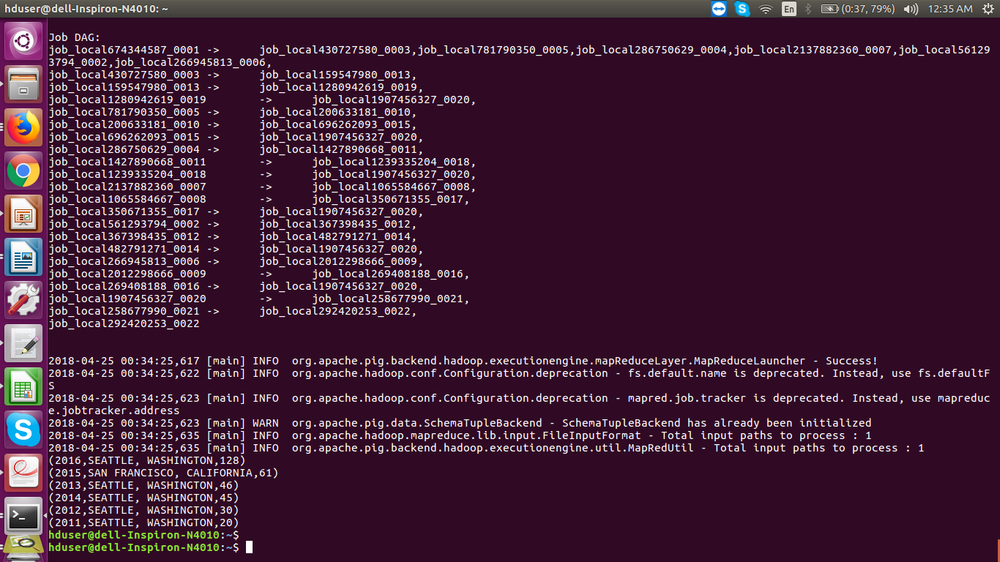 hduser@dell-Inspiron-N4010: ~ En (0:37, 79%) 12:35 AM
Job DAG:
job_local674344587_0001 -> job_local430727580_0003,job_local781790350_0005,job_local286750629_0004,job_local2137882360_0007,job_local56129
3794_0002,job_local266945813_0006,
job_local430727580_0003 -> job_local159547980_0013,
job_local159547980_0013 -> job_local1280942619_0019,
job_local1280942619_0019 -> job_local1907456327_0020,
job_local781790350_0005 -> job_local200633181_0010,
job_local200633181_0010 -> job_local696262093_0015,
job_local696262093_0015 -> job_local1907456327_0020,
job_local286750629_0004 -> job_local1427890668_0011,
job_local1427890668_0011 -> job_local1239335204_0018,
job_local1239335204_0018 -> job_local1907456327_0020,
job_local2137882360_0007 -> job_local1065584667_0008,
job_local1065584667_0008 -> job_local350671355_0017,
job_local350671355_0017 -> job_local1907456327_0020,
job_local561293794_0002 -> job_local367398435_0012,
job_local367398435_0012 -> job_local482791271_0014,
job_local482791271_0014 -> job_local1907456327_0020,
job_local266945813_0006 -> job_local2012298666_0009,
job_local2012298666_0009 -> job_local269408188_0016,
job_local269408188_0016 -> job_local1907456327_0020,
job_local1907456327_0020 -> job_local258677990_0021,
job_local258677990_0021 -> job_local292420253_0022,
job_local292420253_0022
2018-04-25 00:34:25,617 [main] INFO org.apache.pig.backend.hadoop.executionengine.mapReduceLayer.MapReduceLauncher - Success!
2018-04-25 00:34:25,622 [main] INFO org.apache.hadoop.conf.Configuration.deprecation - fs.default.name is deprecated. Instead, use fs.defaultF
S
2018-04-25 00:34:25,623 [main] INFO org.apache.hadoop.conf.Configuration.deprecation - mapred.job.tracker is deprecated. Instead, use mapreduc
e.jobtracker.address
2018-04-25 00:34:25,623 [main] WARN org.apache.pig.data.SchemaTupleBackend - SchemaTupleBackend has already been initialized
2018-04-25 00:34:25,635 [main] INFO org.apache.hadoop.mapreduce.lib.input.FileInputFormat - Total input paths to process : 1
2018-04-25 00:34:25,635 [main] INFO org.apache.pig.backend.hadoop.executionengine.util.MapRedUtil - Total input paths to process : 1
(2016,SEATTLE, WASHINGTON,128)
(2015,SAN FRANCISCO, CALIFORNIA,61)
(2013,SEATTLE, WASHINGTON,46)
(2014,SEATTLE, WASHINGTON,45)
(2012,SEATTLE, WASHINGTON,30)
(2011,SEATTLE, WASHINGTON,20)
hduser@dell-Inspiron-N4010:~$
hduser@dell-Inspiron-N4010:~$